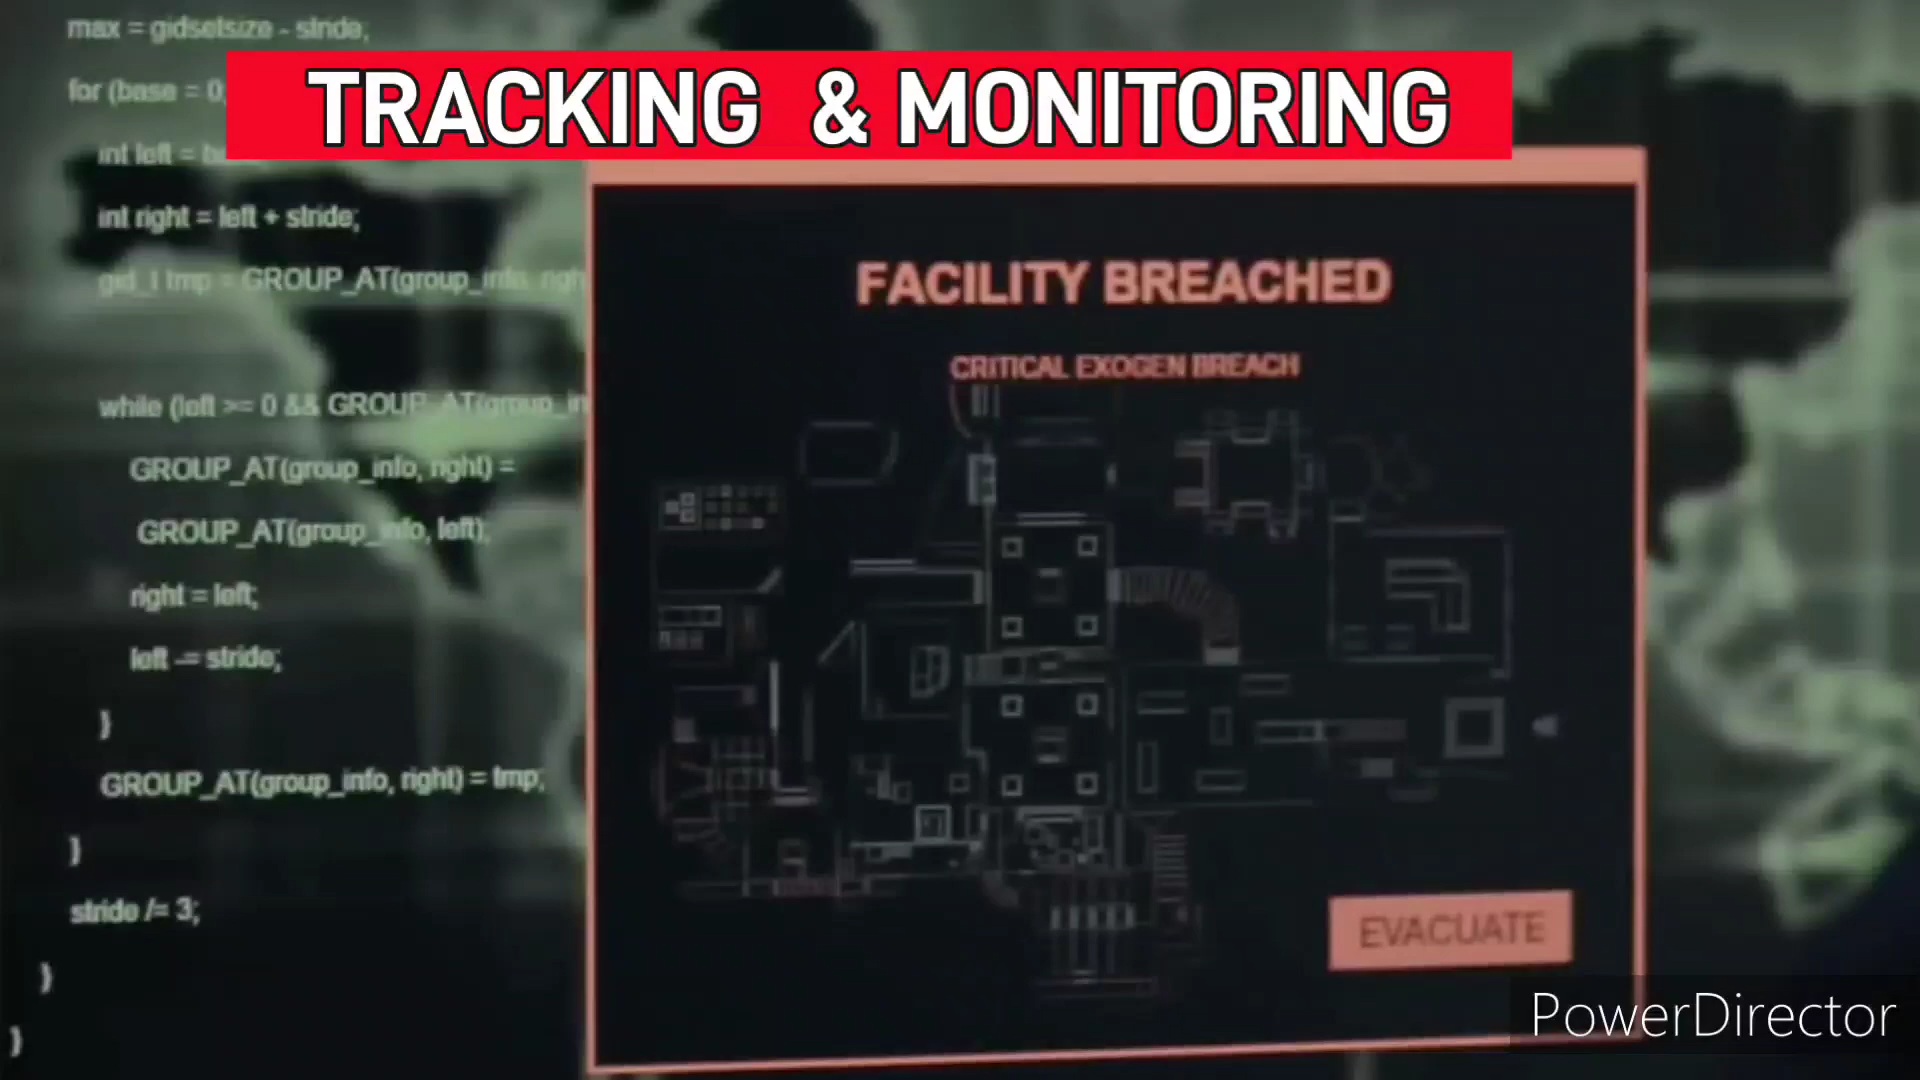 max = gidsetsize - stride;
TRACKING & MONITORING
for (base = 0;
int left =
int right = left + stride;
gid_t tmp = GROUP_AT(group_info,
while (left >= 0 && GROUP_AT(group_in
GROUP_AT(group_info, right) =
GROUP_AT(group_info, left);
right = left;
left -= stride;
}
GROUP_AT(group_info, right) = tmp;
}
stride /= 3;
}
}
FACILITY BREACHED
CRITICAL EXOGEN BREACH
EVACUATE
PowerDirector